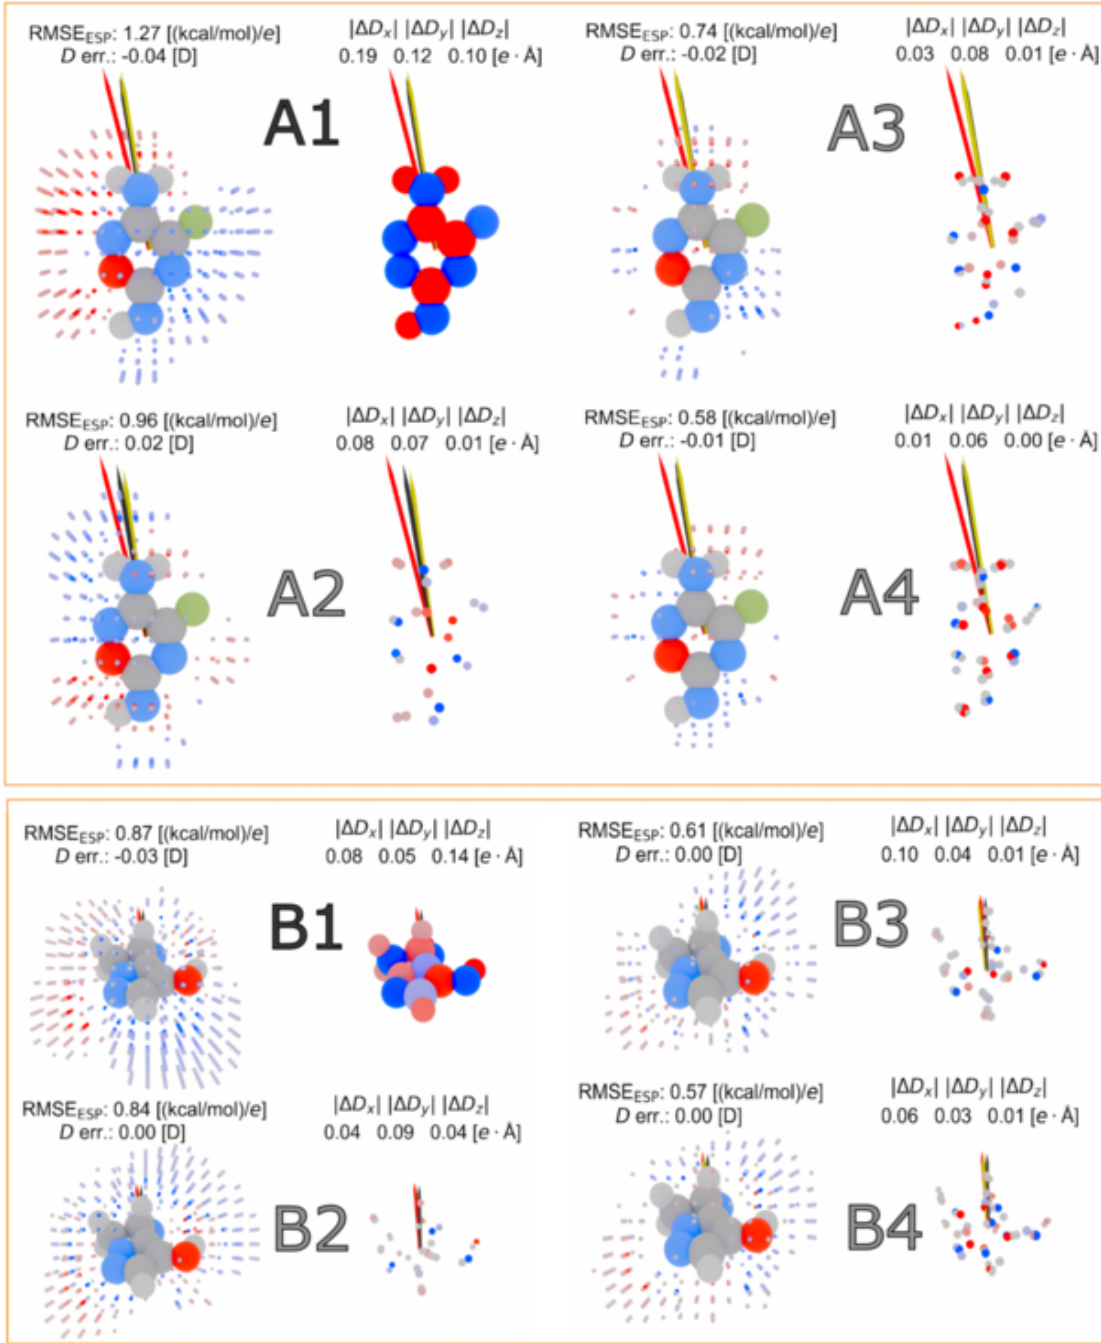 RMSE_ESP: 1.27 [(kcal/mol)/e]
D err.: -0.04 [D]
|ΔD_x| |ΔD_y| |ΔD_z|
0.19 0.12 0.10 [e · Å]
A1
RMSE_ESP: 0.74 [(kcal/mol)/e]
D err.: -0.02 [D]
|ΔD_x| |ΔD_y| |ΔD_z|
0.03 0.08 0.01 [e · Å]
A3
RMSE_ESP: 0.96 [(kcal/mol)/e]
D err.: 0.02 [D]
|ΔD_x| |ΔD_y| |ΔD_z|
0.08 0.07 0.01 [e · Å]
A2
RMSE_ESP: 0.58 [(kcal/mol)/e]
D err.: -0.01 [D]
|ΔD_x| |ΔD_y| |ΔD_z|
0.01 0.06 0.00 [e · Å]
A4
RMSE_ESP: 0.87 [(kcal/mol)/e]
D err.: -0.03 [D]
|ΔD_x| |ΔD_y| |ΔD_z|
0.08 0.05 0.14 [e · Å]
B1
RMSE_ESP: 0.61 [(kcal/mol)/e]
D err.: 0.00 [D]
|ΔD_x| |ΔD_y| |ΔD_z|
0.10 0.04 0.01 [e · Å]
B3
RMSE_ESP: 0.84 [(kcal/mol)/e]
D err.: 0.00 [D]
|ΔD_x| |ΔD_y| |ΔD_z|
0.04 0.09 0.04 [e · Å]
B2
RMSE_ESP: 0.57 [(kcal/mol)/e]
D err.: 0.00 [D]
|ΔD_x| |ΔD_y| |ΔD_z|
0.06 0.03 0.01 [e · Å]
B4